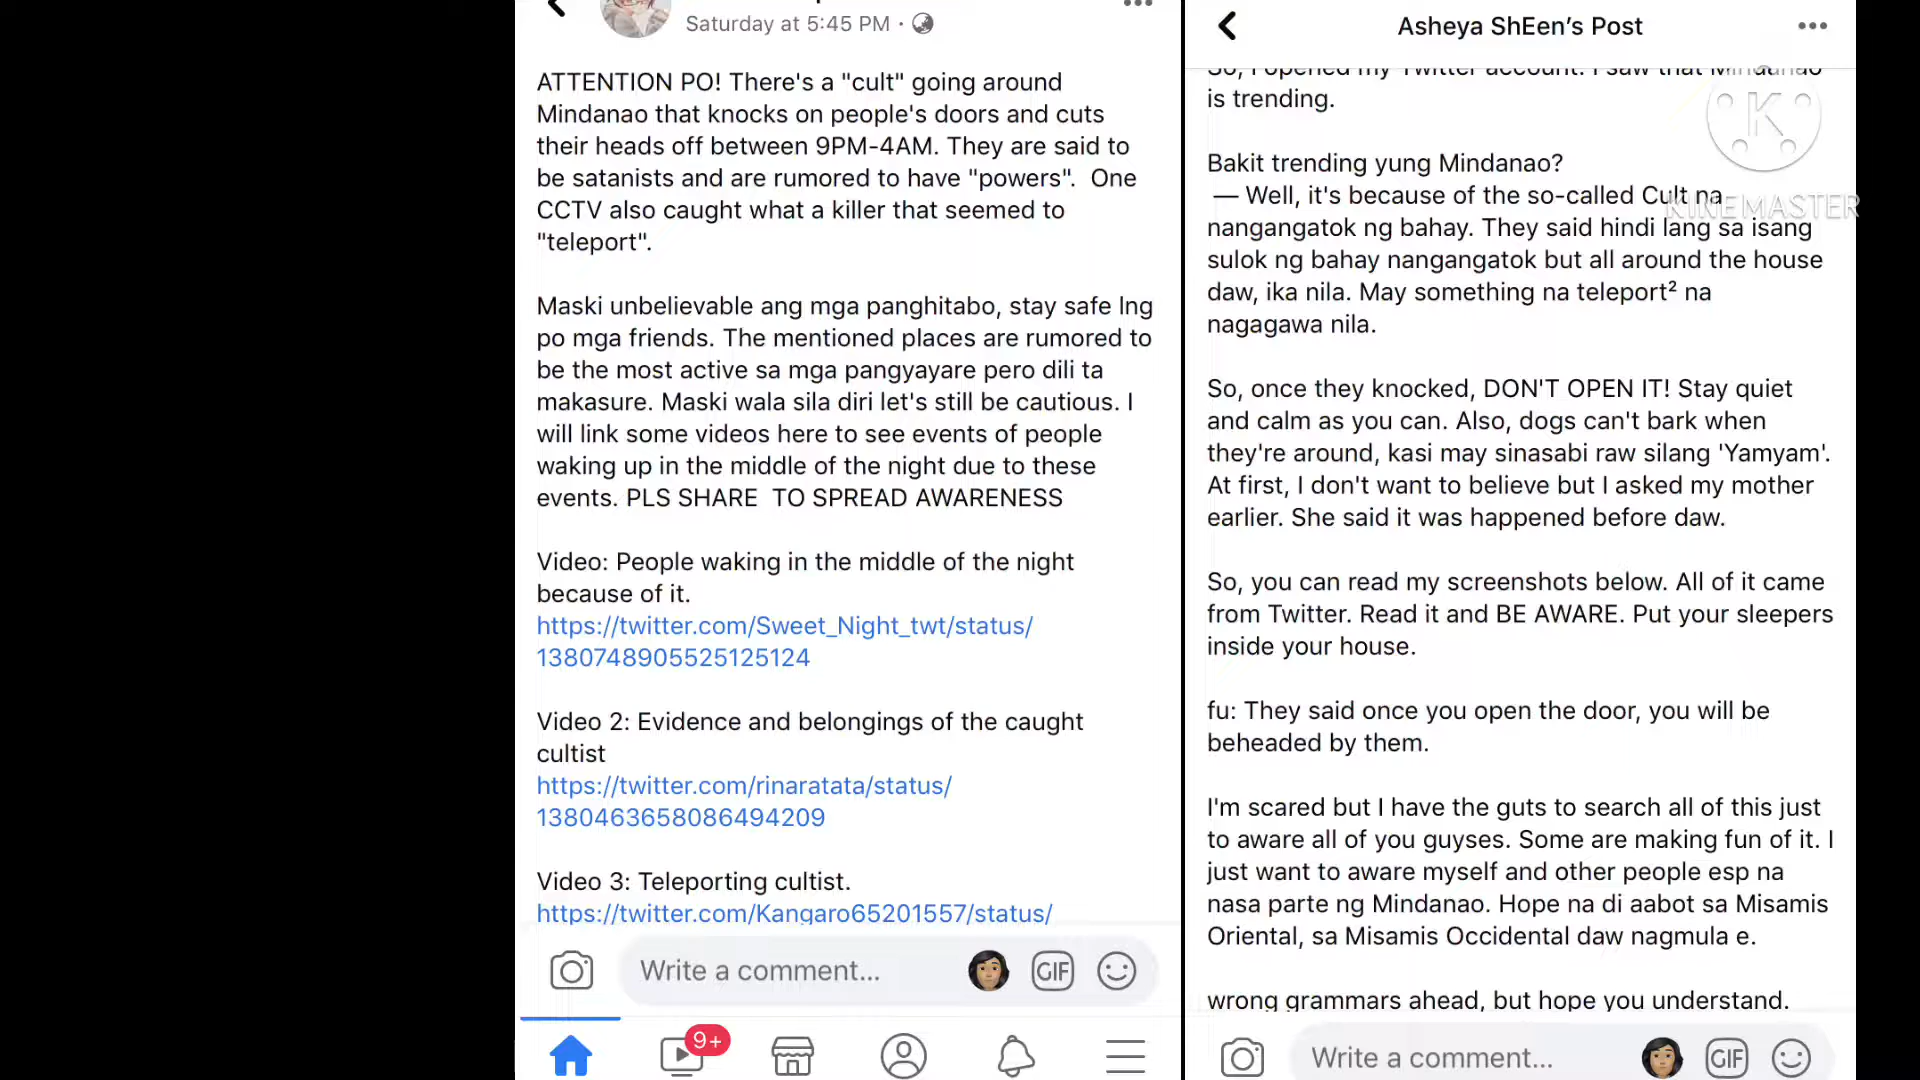 Saturday at 5:45 PM ·
ATTENTION PO! There's a "cult" going around
Mindanao that knocks on people's doors and cuts
their heads off between 9PM-4AM. They are said to
be satanists and are rumored to have "powers".  One
CCTV also caught what a killer that seemed to
"teleport".
Maski unbelievable ang mga panghitabo, stay safe lng
po mga friends. The mentioned places are rumored to
be the most active sa mga pangyayare pero dili ta
makasure. Maski wala sila diri let's still be cautious. I
will link some videos here to see events of people
waking up in the middle of the night due to these
events. PLS SHARE  TO SPREAD AWARENESS
Video: People waking in the middle of the night
because of it.
https://twitter.com/Sweet_Night_twt/status/
1380748905525125124
Video 2: Evidence and belongings of the caught
cultist
https://twitter.com/rinaratata/status/
1380463658086494209
Video 3: Teleporting cultist.
https://twitter.com/Kangaro65201557/status/
Write a comment...
GIF
9+
Asheya ShEen's Post
So, I opened my Twitter account. I saw that Mindanao
is trending.
Bakit trending yung Mindanao?
— Well, it's because of the so-called Cult na
nangangatok ng bahay. They said hindi lang sa isang
sulok ng bahay nangangatok but all around the house
daw, ika nila. May something na teleport² na
nagagawa nila.
So, once they knocked, DON'T OPEN IT! Stay quiet
and calm as you can. Also, dogs can't bark when
they're around, kasi may sinasabi raw silang 'Yamyam'.
At first, I don't want to believe but I asked my mother
earlier. She said it was happened before daw.
So, you can read my screenshots below. All of it came
from Twitter. Read it and BE AWARE. Put your sleepers
inside your house.
fu: They said once you open the door, you will be
beheaded by them.
I'm scared but I have the guts to search all of this just
to aware all of you guyses. Some are making fun of it. I
just want to aware myself and other people esp na
nasa parte ng Mindanao. Hope na di aabot sa Misamis
Oriental, sa Misamis Occidental daw nagmula e.
wrong grammars ahead, but hope you understand.
Write a comment...
GIF
K
KINEMASTER